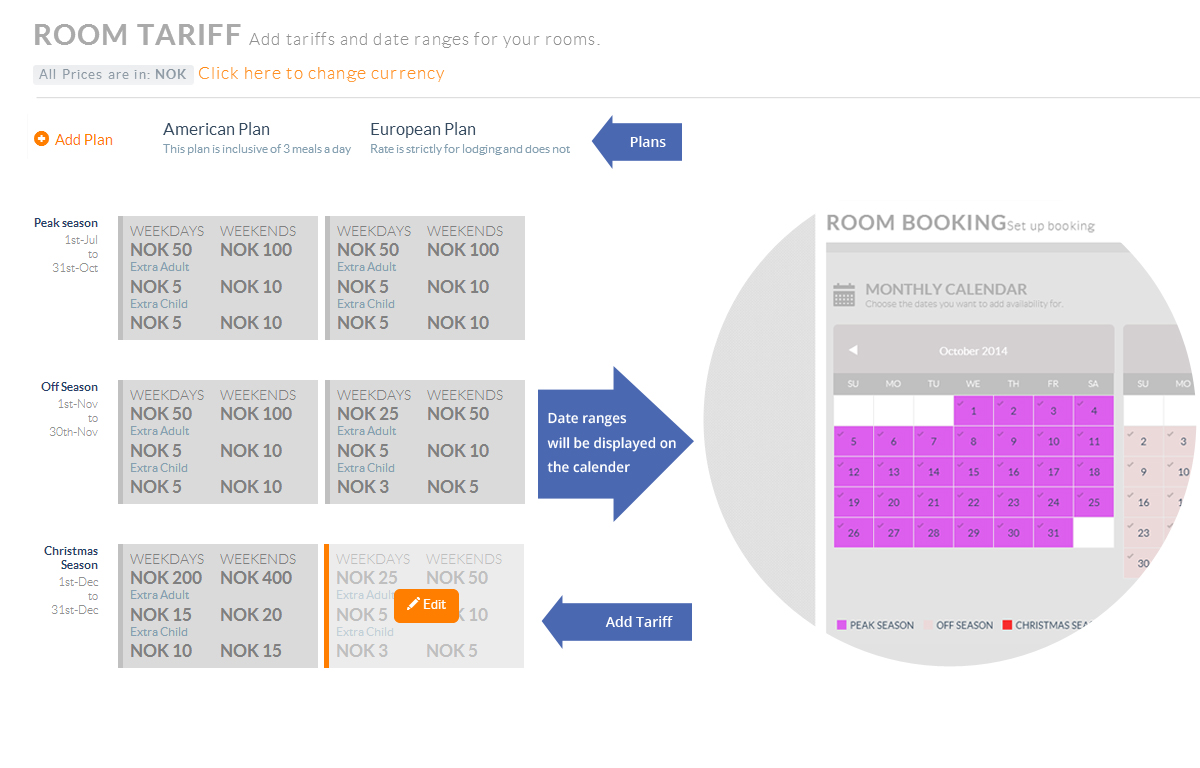 ROOM TARIFF Add tariffs and date ranges for your rooms.
All Prices are in: NOK Click here to change currency
Add Plan
American Plan
This plan is inclusive of 3 meals a day
European Plan
Rate is strictly for lodging and does not
Plans
Peak season
1st-Jul
to
31st-Oct
WEEKDAYS WEEKENDS
NOK 50 NOK 100
Extra Adult
NOK 5 NOK 10
Extra Child
NOK 5 NOK 10
WEEKDAYS WEEKENDS
NOK 50 NOK 100
Extra Adult
NOK 5 NOK 10
Extra Child
NOK 5 NOK 10
Off Season
1st-Nov
to
30th-Nov
WEEKDAYS WEEKENDS
NOK 50 NOK 100
Extra Adult
NOK 5 NOK 10
Extra Child
NOK 5 NOK 10
WEEKDAYS WEEKENDS
NOK 25 NOK 50
Extra Adult
NOK 5 NOK 10
Extra Child
NOK 3 NOK 5
Christmas
Season
1st-Dec
to
31st-Dec
WEEKDAYS WEEKENDS
NOK 200 NOK 400
Extra Adult
NOK 15 NOK 20
Extra Child
NOK 10 NOK 15
WEEKDAYS WEEKENDS
NOK 25 NOK 50
Extra Adult
Edit
NOK 5 10
Extra Child
NOK 3 NOK 5
Date ranges
will be displayed on
the calender
Add Tariff
ROOM BOOKING Set up booking
MONTHLY CALENDAR
Choose the dates you want to add availability for.
October 2014
SU MO TU WE TH FR SA
1 2 3 4
5 6 7 8 9 10 11
12 13 14 15 16 17 18
19 20 21 22 23 24 25
26 27 28 29 30 31
SU MO
2 3
9 10
16
23
30
PEAK SEASON OFF SEASON CHRISTMAS